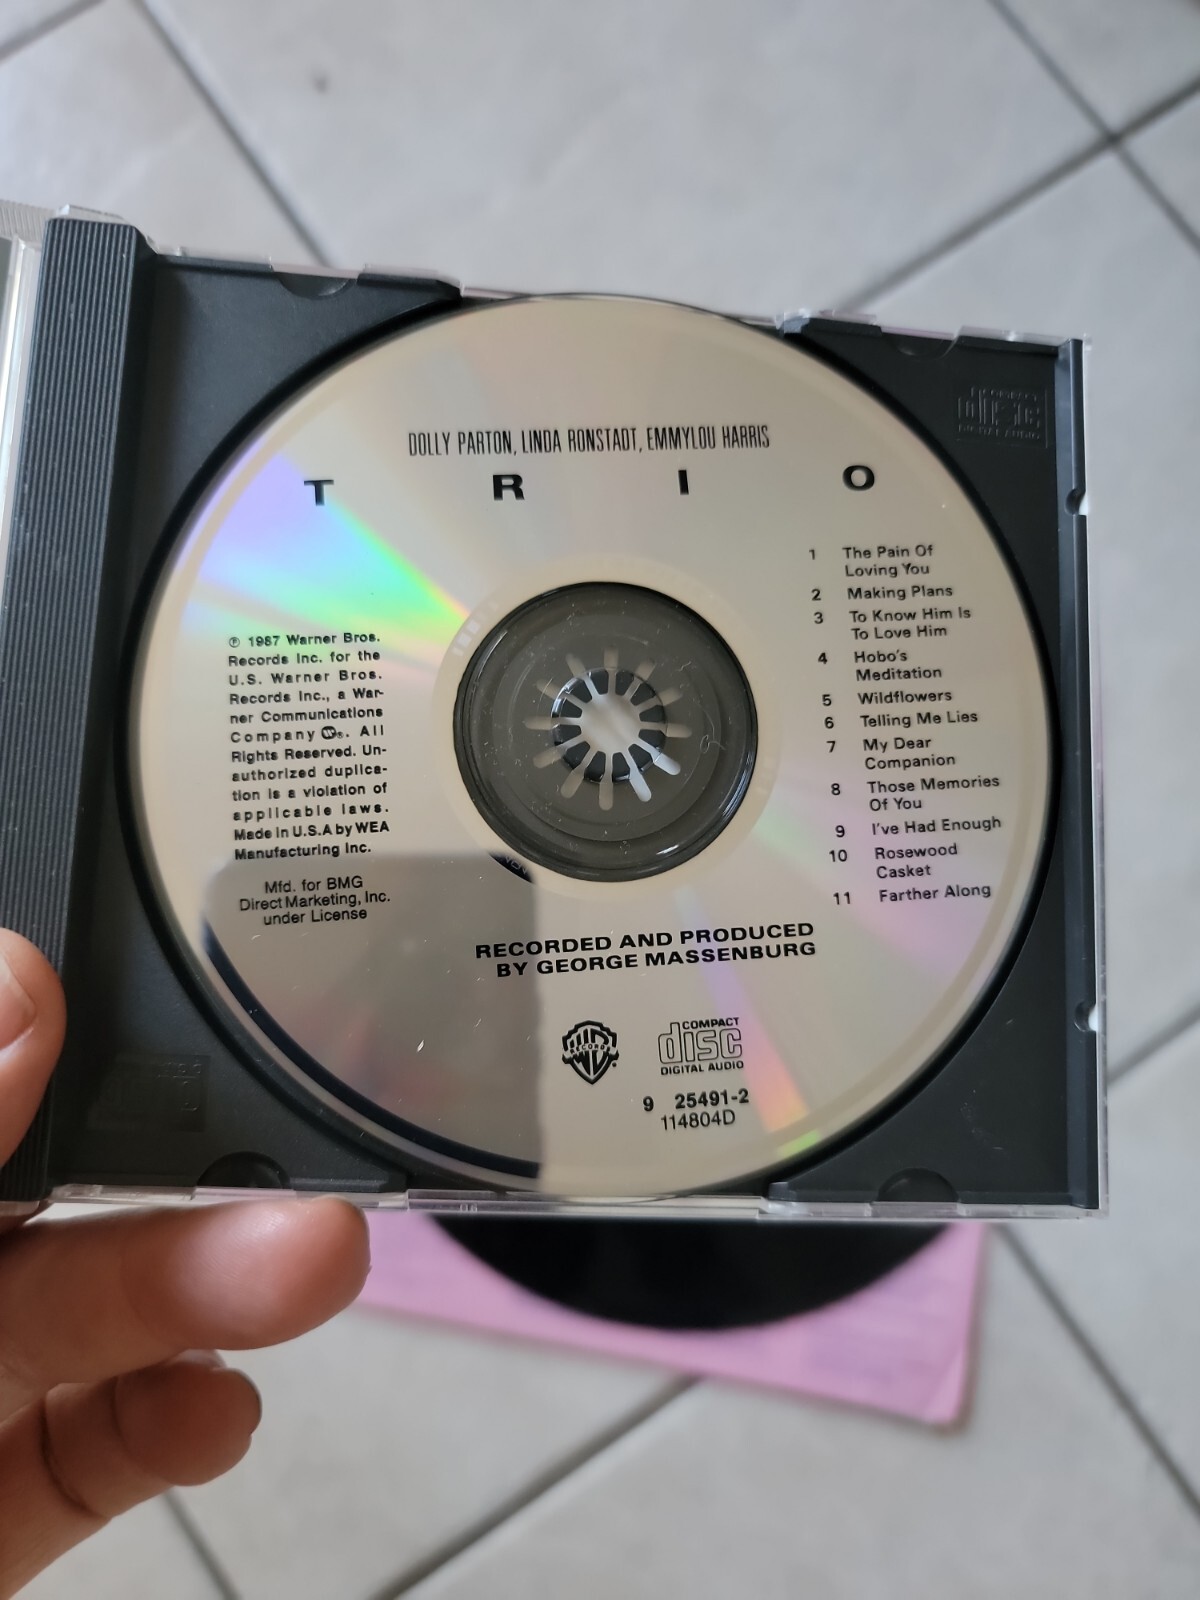 DOLLY PARTON, LINDA RONSTADT, EMMYLOU HARRIS
T R I O
℗ 1987 Warner Bros.
Records Inc. for the
U.S. Warner Bros.
Records Inc., a War-
ner Communications
Company ®. All
Rights Reserved. Un-
authorized duplica-
tion is a violation of
applicable laws.
Made in U.S.A by WEA
Manufacturing Inc.
Mfd. for BMG
Direct Marketing, Inc.
under License
1 The Pain Of
Loving You
2 Making Plans
3 To Know Him Is
To Love Him
4 Hobo's
Meditation
5 Wildflowers
6 Telling Me Lies
7 My Dear
Companion
8 Those Memories
Of You
9 I've Had Enough
10 Rosewood
Casket
11 Farther Along
RECORDED AND PRODUCED
BY GEORGE MASSENBURG
RECORDS
COMPACT
disc
DIGITAL AUDIO
9 25491-2
114804D
COMPACT
disc
DIGITAL AUDIO